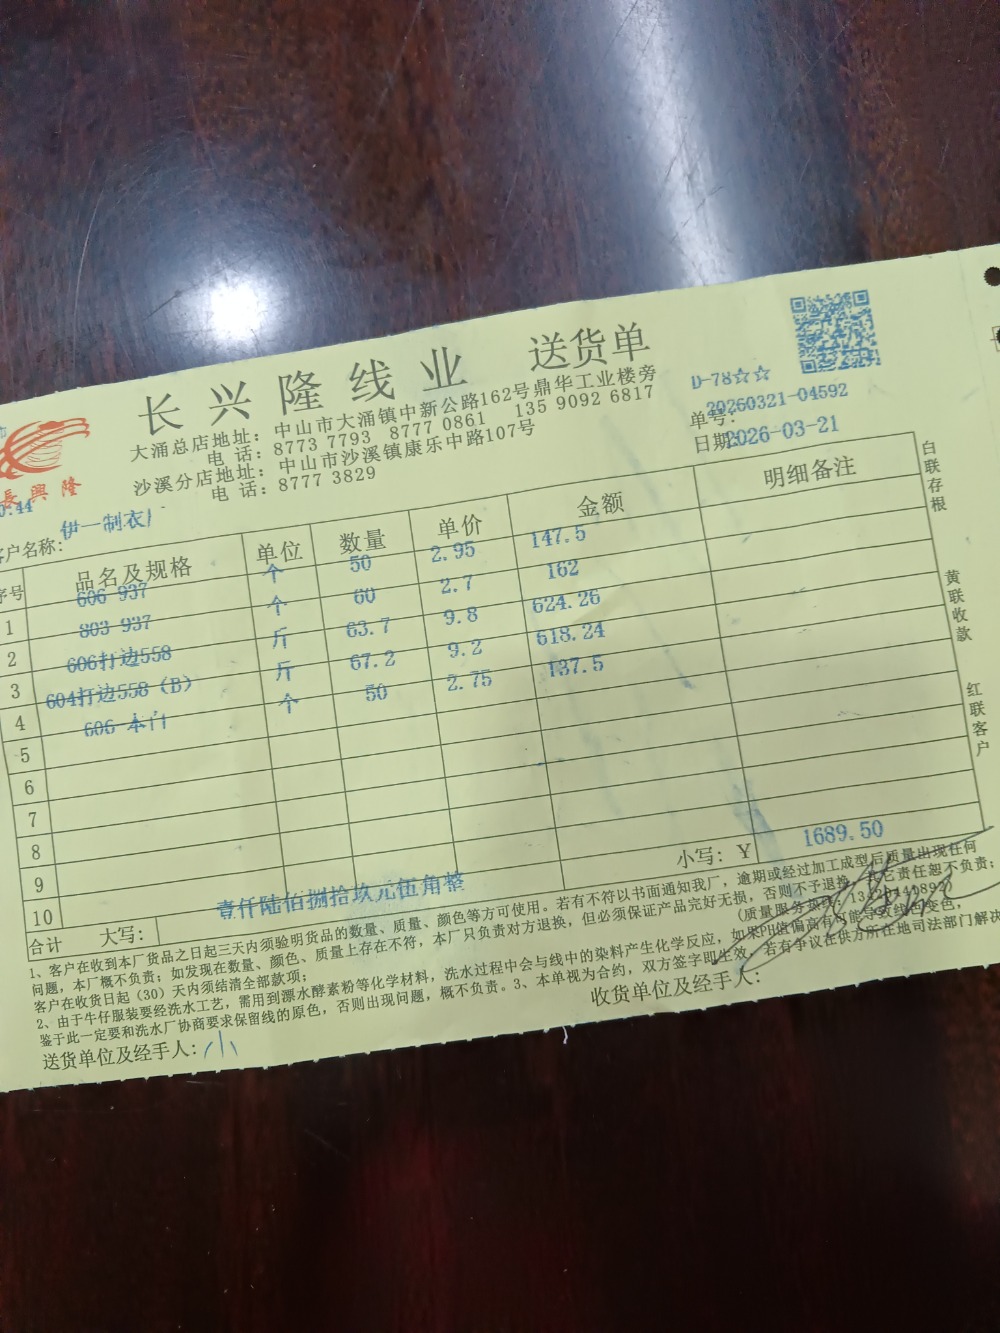 长兴隆线业 送货单
大涌总店地址：中山市大涌镇中新公路162号鼎华工业楼旁
电 话：8773 7793 8777 0861 135 9092 6817
沙溪分店地址：中山市沙溪镇康乐中路107号
电 话：8777 3829
長興隆
D-78☆☆
单号：20260321-04592
日期：2026-03-21
客户名称：伊一制衣厂
序号 品名及规格 单位 数量 单价 金额 明细备注
1 606 937 个 50 2.95 147.5
2 803 937 个 60 2.7 162
3 606打边558 斤 63.7 9.8 624.26
4 604打边558（B） 斤 67.2 9.2 618.24
5 606 本白 个 50 2.75 137.5
6
7
8
9
10
合计 大写：壹仟陆佰捌拾玖元伍角整 小写：Y 1689.50
白联存根
黄联收款
红联客户
1、客户在收到本厂货品之日起三天内须验明货品的数量、质量、颜色等方可使用。若有不符以书面通知我厂，逾期或经过加工成型后质量出现任何
问题，本厂概不负责；如发现在数量、颜色、质量上存在不符，本厂只负责对方退换，但必须保证产品完好无损，否则不予退换，其它责任恕不负责；
客户在收货日起（30）天内须结清全部款项；
2、由于牛仔服装要经洗水工艺，需用到漂水酵素粉等化学材料，洗水过程中会与线中的染料产生化学反应，如果PH值偏高有可能导致线的变色，
鉴于此一定要和洗水厂协商要求保留线的原色，否则出现问题，概不负责。3、本单视为合约，双方签字即生效，若有争议在供方所在地司法部门解决
送货单位及经手人：小
收货单位及经手人：